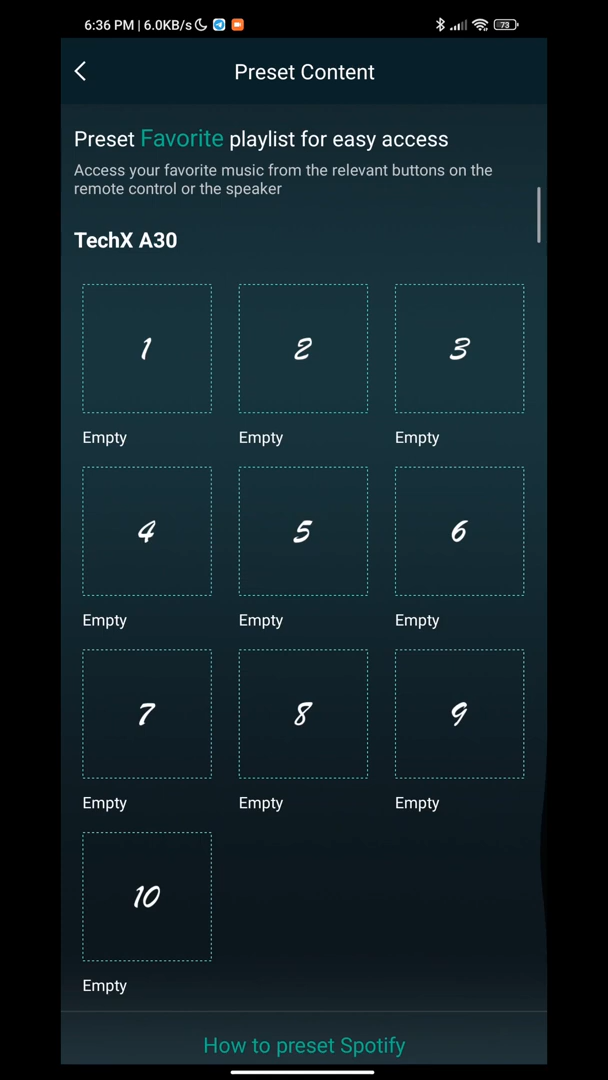 6:36 PM | 6.0KB/s 73
Preset Content
Preset Favorite playlist for easy access
Access your favorite music from the relevant buttons on the
remote control or the speaker
TechX A30
1 2 3
Empty Empty Empty
4 5 6
Empty Empty Empty
7 8 9
Empty Empty Empty
10
Empty
How to preset Spotify